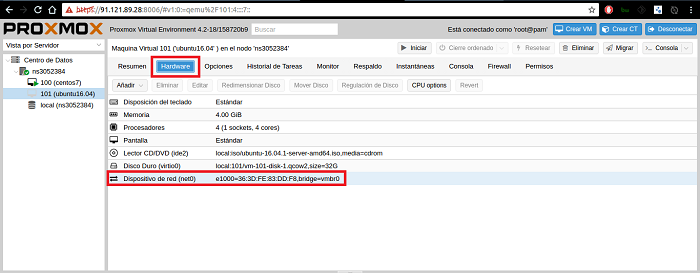 https://91.121.89.28:8006/#v1:0:=qemu%2F101:4:::7::
PROXMOX Proxmox Virtual Environment 4.2-18/158720b9 Buscar Está conectado como 'root@pam' Crear VM Crear CT Desconectar
Vista por Servidor
Maquina Virtual 101 ('ubuntu16.04' ) en el nodo 'ns3052384' Iniciar Cierre ordenado Resetear Eliminar Migrar Consola
Centro de Datos
ns3052384
100 (centos7)
101 (ubuntu16.04)
local (ns3052384)
Resumen Hardware Opciones Historial de Tareas Monitor Respaldo Instantáneas Consola Firewall Permisos
Añadir Eliminar Editar Redimensionar Disco Mover Disco Regulación de Disco CPU options Revert
Disposición del teclado Estándar
Memoria 4.00 GiB
Procesadores 4 (1 sockets, 4 cores)
Pantalla Estándar
Lector CD/DVD (ide2) local:iso/ubuntu-16.04.1-server-amd64.iso,media=cdrom
Disco Duro (virtio0) local:101/vm-101-disk-1.qcow2,size=32G
Dispositivo de red (net0) e1000=36:3D:FE:83:DD:F8,bridge=vmbr0